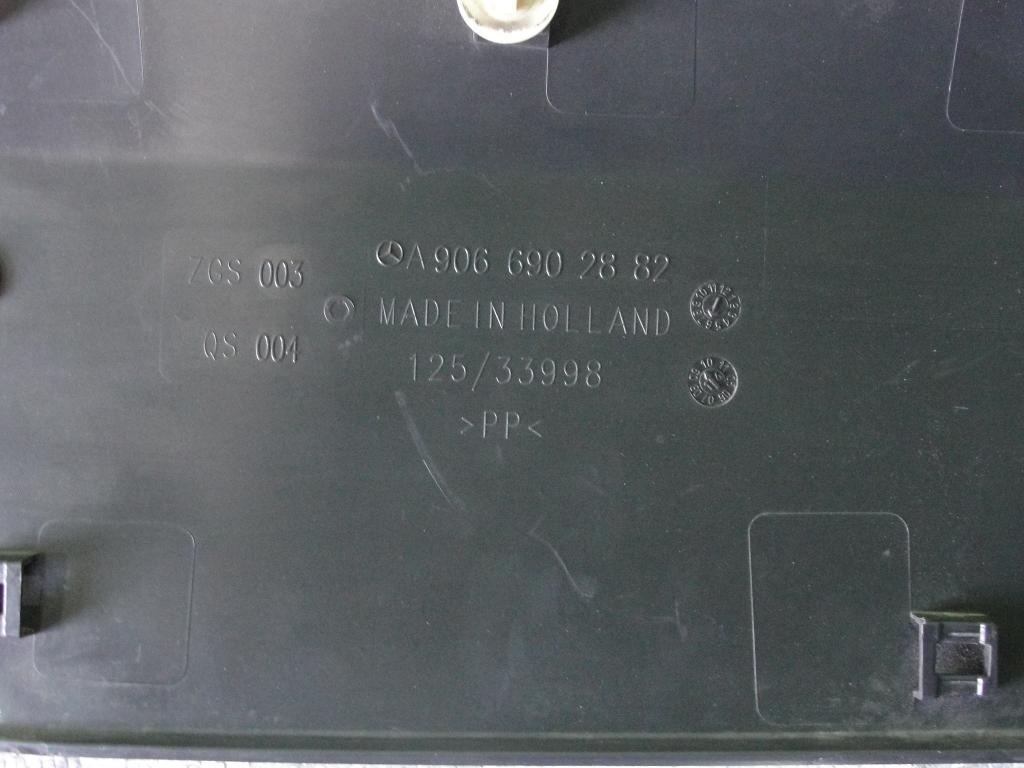 ZGS 003
QS 004
A 906 690 28 82
MADE IN HOLLAND
125/33998
>PP<